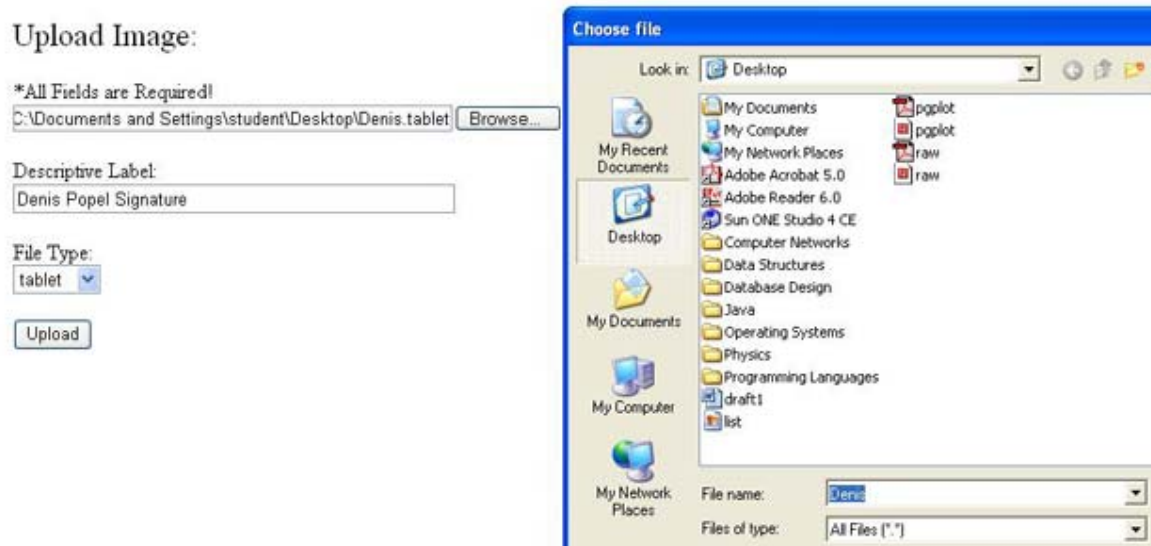 Upload Image:
*All Fields are Required!
C:\Documents and Settings\student\Desktop\Denis.tablet Browse...
Descriptive Label:
Denis Popel Signature
File Type:
tablet
Upload
Choose file
Look in: Desktop
My Recent Documents
Desktop
My Documents
My Computer
My Network Places
My Documents
My Computer
My Network Places
Adobe Acrobat 5.0
Adobe Reader 6.0
Sun ONE Studio 4 CE
Computer Networks
Data Structures
Database Design
Java
Operating Systems
Physics
Programming Languages
draft1
list
pgplot
pgplot
raw
raw
File name: Denis
Files of type: All Files (*.*)